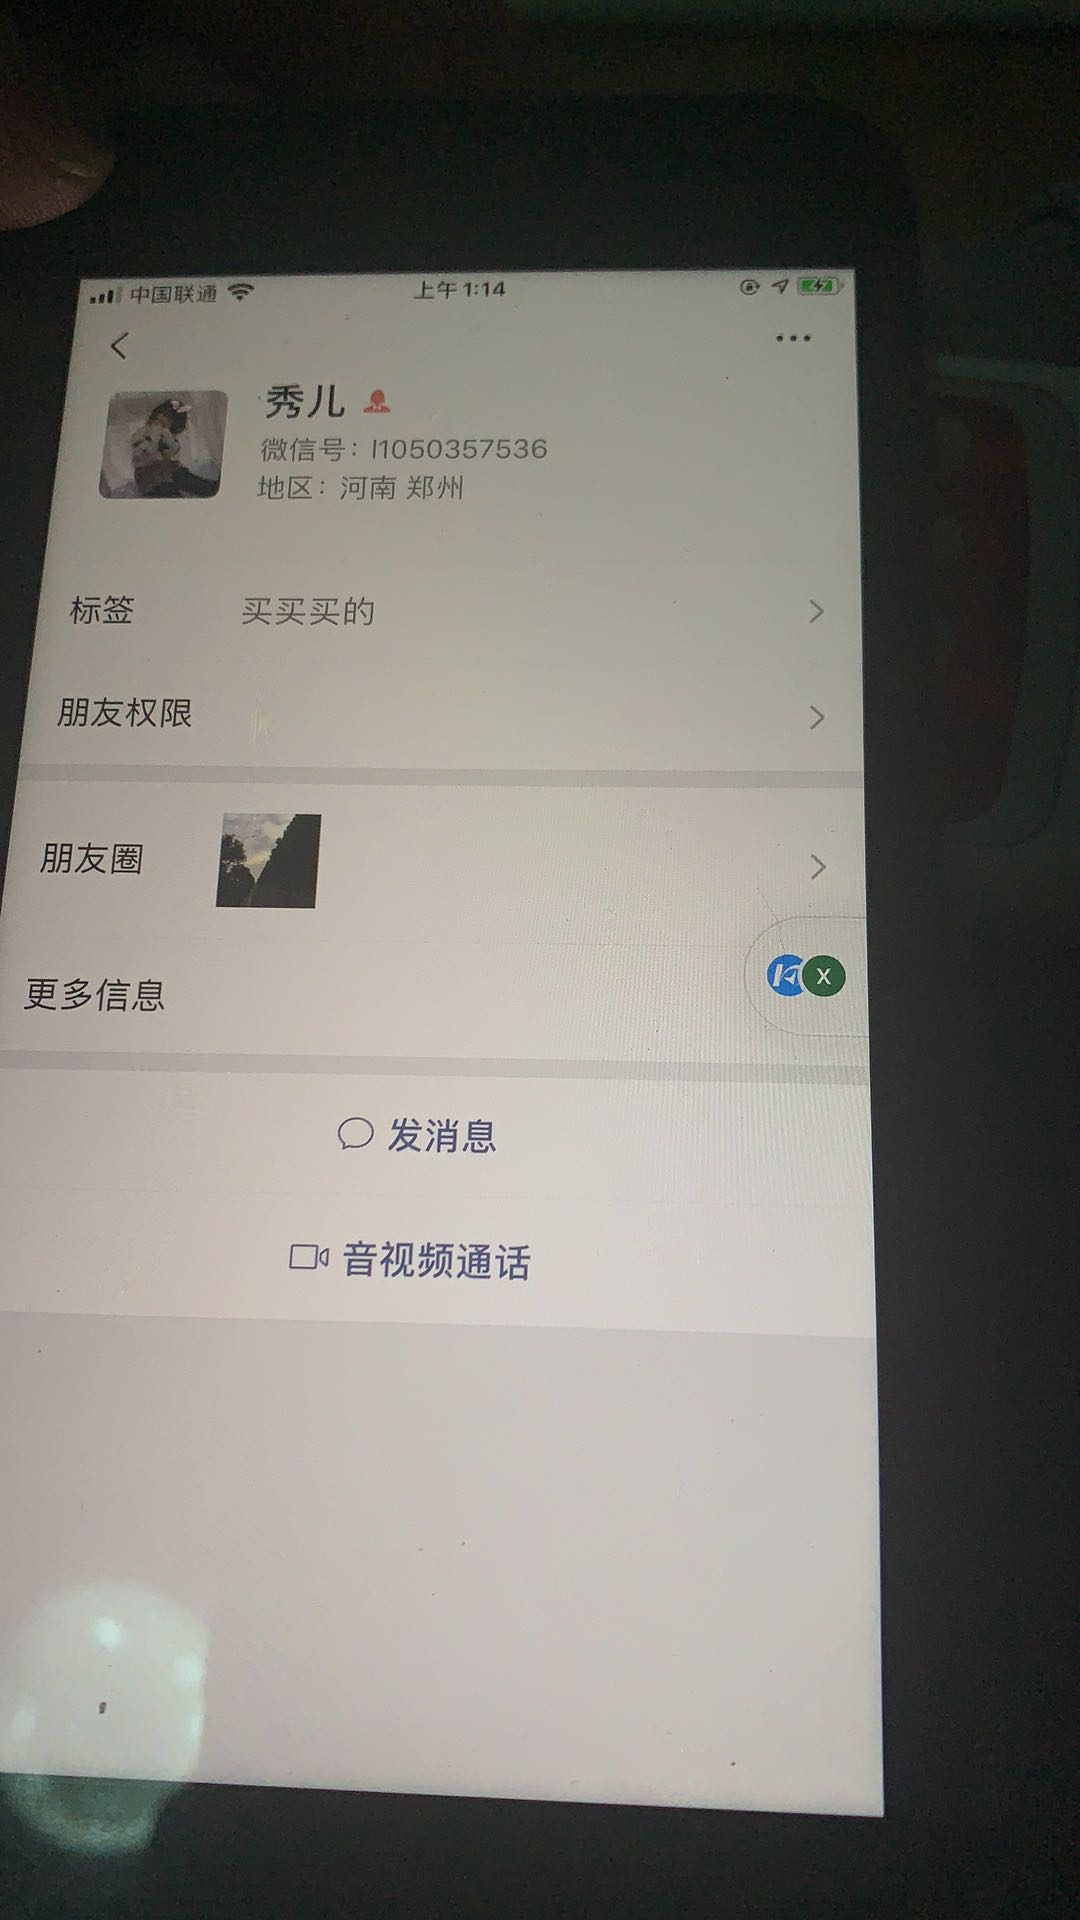 中国联通 上午1:14
秀儿
微信号：l1050357536
地区：河南 郑州
标签 买买买的
朋友权限
朋友圈
更多信息
X
发消息
音视频通话